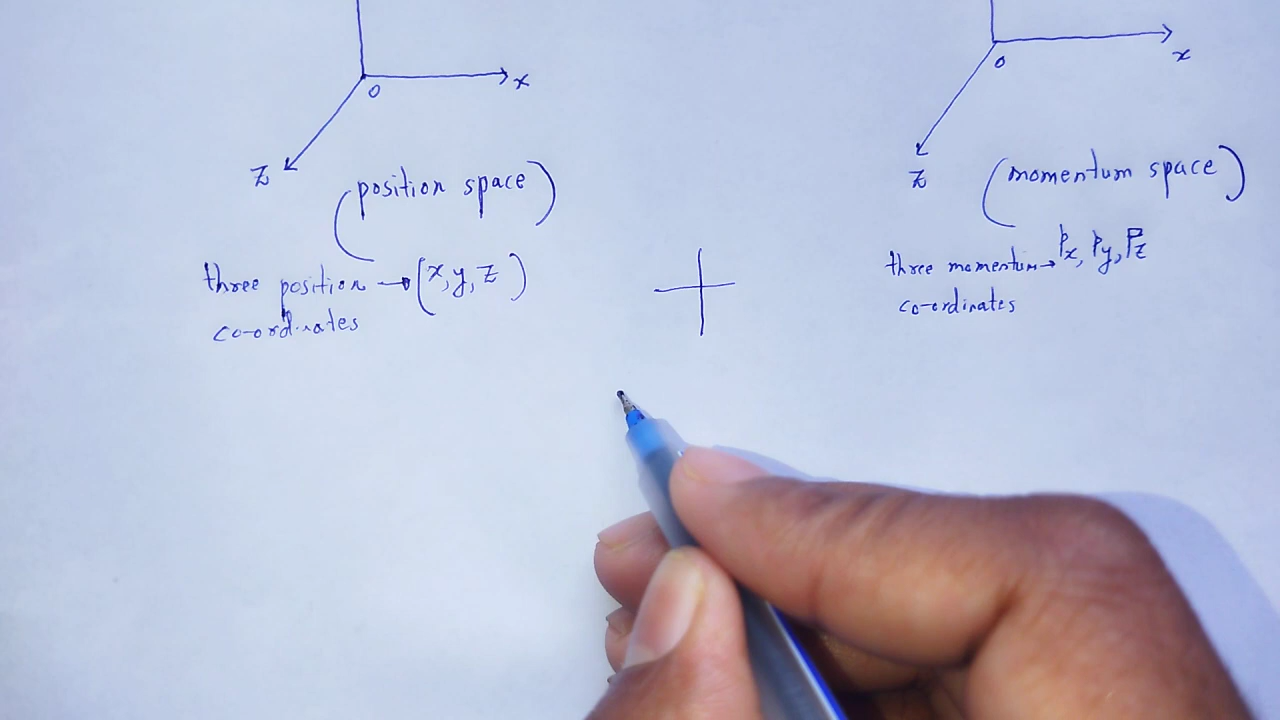 O x
Z
(position space)
three position → (x, y, z)
co-ordinates
+
O x
Z
(momentum space)
three momentum → px, py, pz
co-ordinates